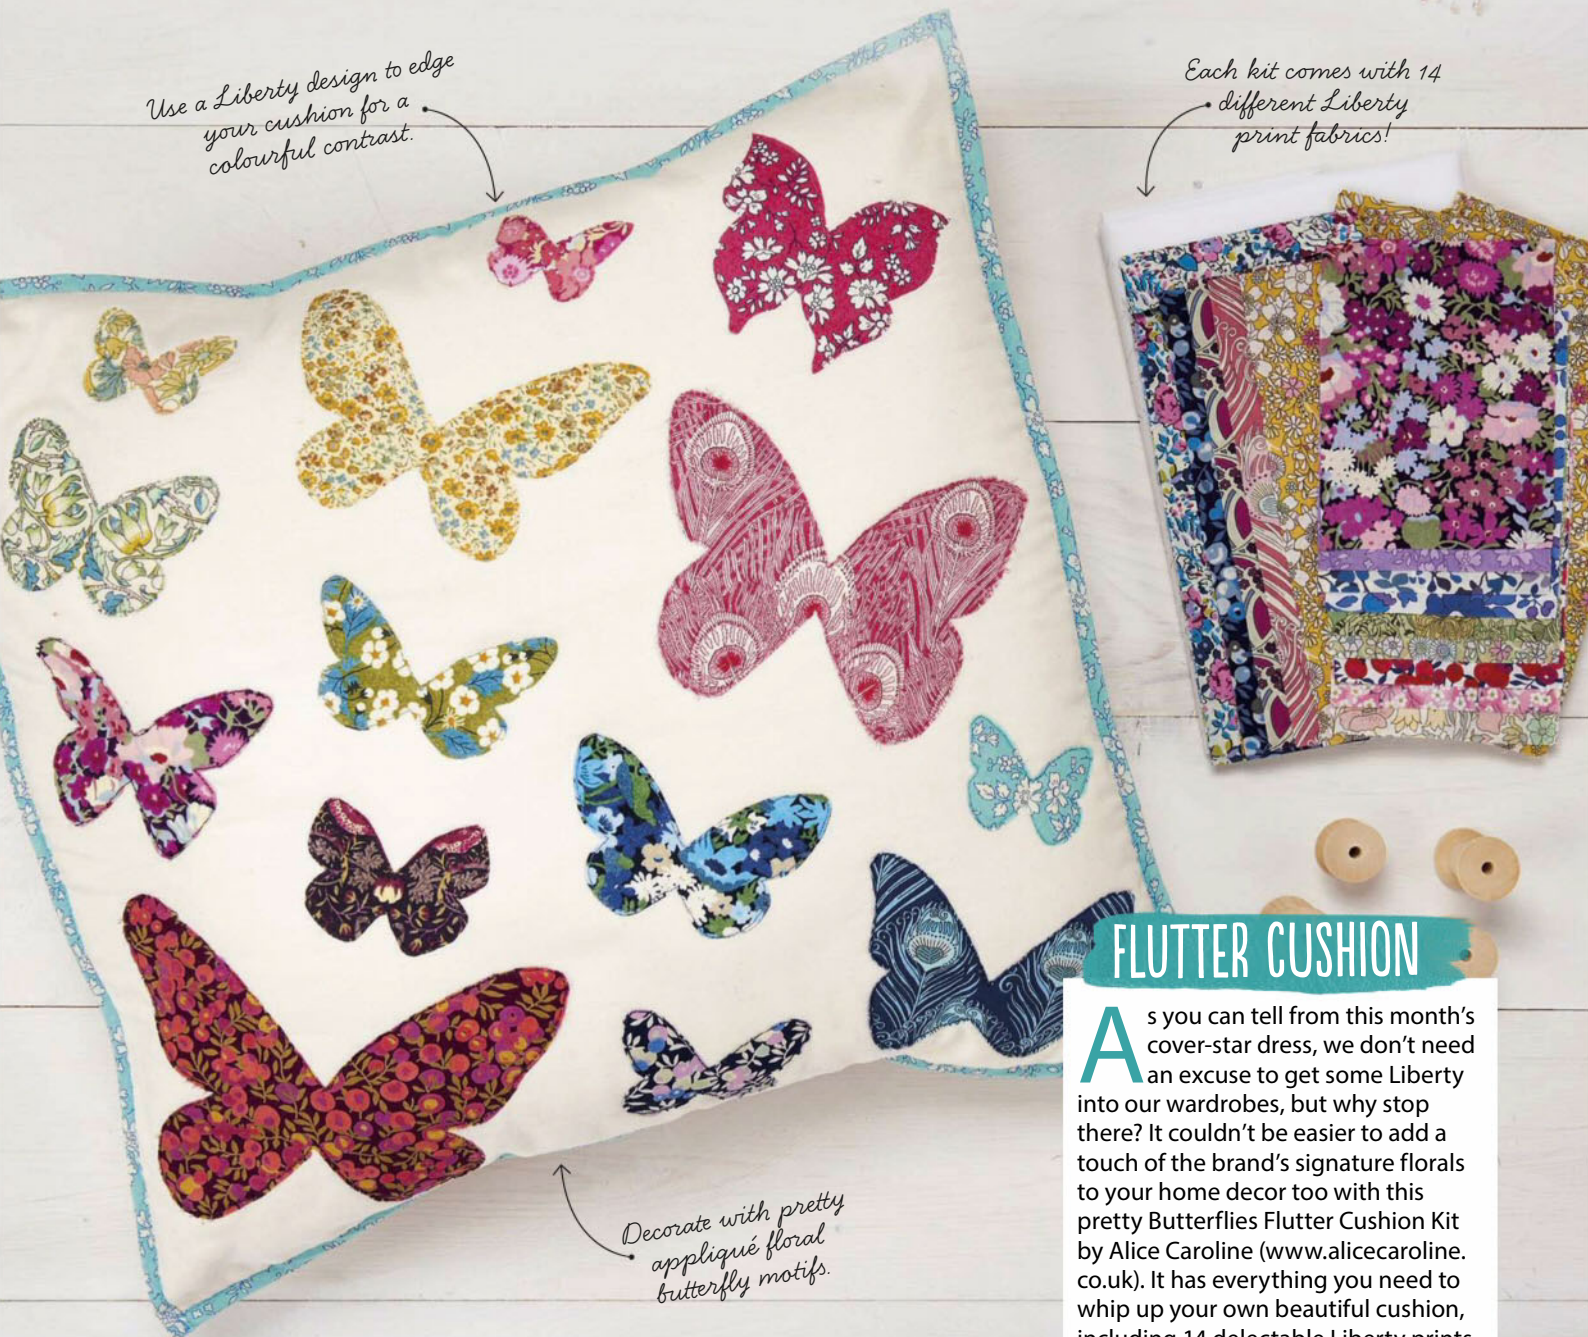 Use a Liberty design to edge
your cushion for a
colourful contrast.
Each kit comes with 14
different Liberty
print fabrics!
Decorate with pretty
appliqué floral
butterfly motifs.
FLUTTER CUSHION
As you can tell from this month's
cover-star dress, we don't need
an excuse to get some Liberty
into our wardrobes, but why stop
there? It couldn't be easier to add a
touch of the brand's signature florals
to your home decor too with this
pretty Butterflies Flutter Cushion Kit
by Alice Caroline (www.alicecaroline.
co.uk). It has everything you need to
whip up your own beautiful cushion,
including 14 delectable Liberty prints